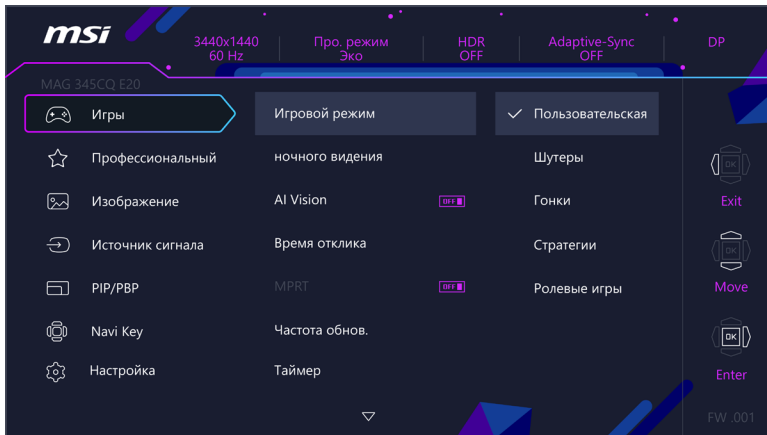 msi
3440x1440
60 Hz
Про. режим
Эко
HDR
OFF
Adaptive-Sync
OFF
DP
MAG 345CQ E20
Игры
Игровой режим
Пользовательская
Профессиональный
ночного видения
Шутеры
OK
Изображение
AI Vision
OFF
Гонки
Exit
Источник сигнала
Время отклика
Стратегии
OK
PIP/PBP
MPRT
OFF
Ролевые игры
Move
Navi Key
Частота обнов.
OK
Настройка
Таймер
Enter
FW .001